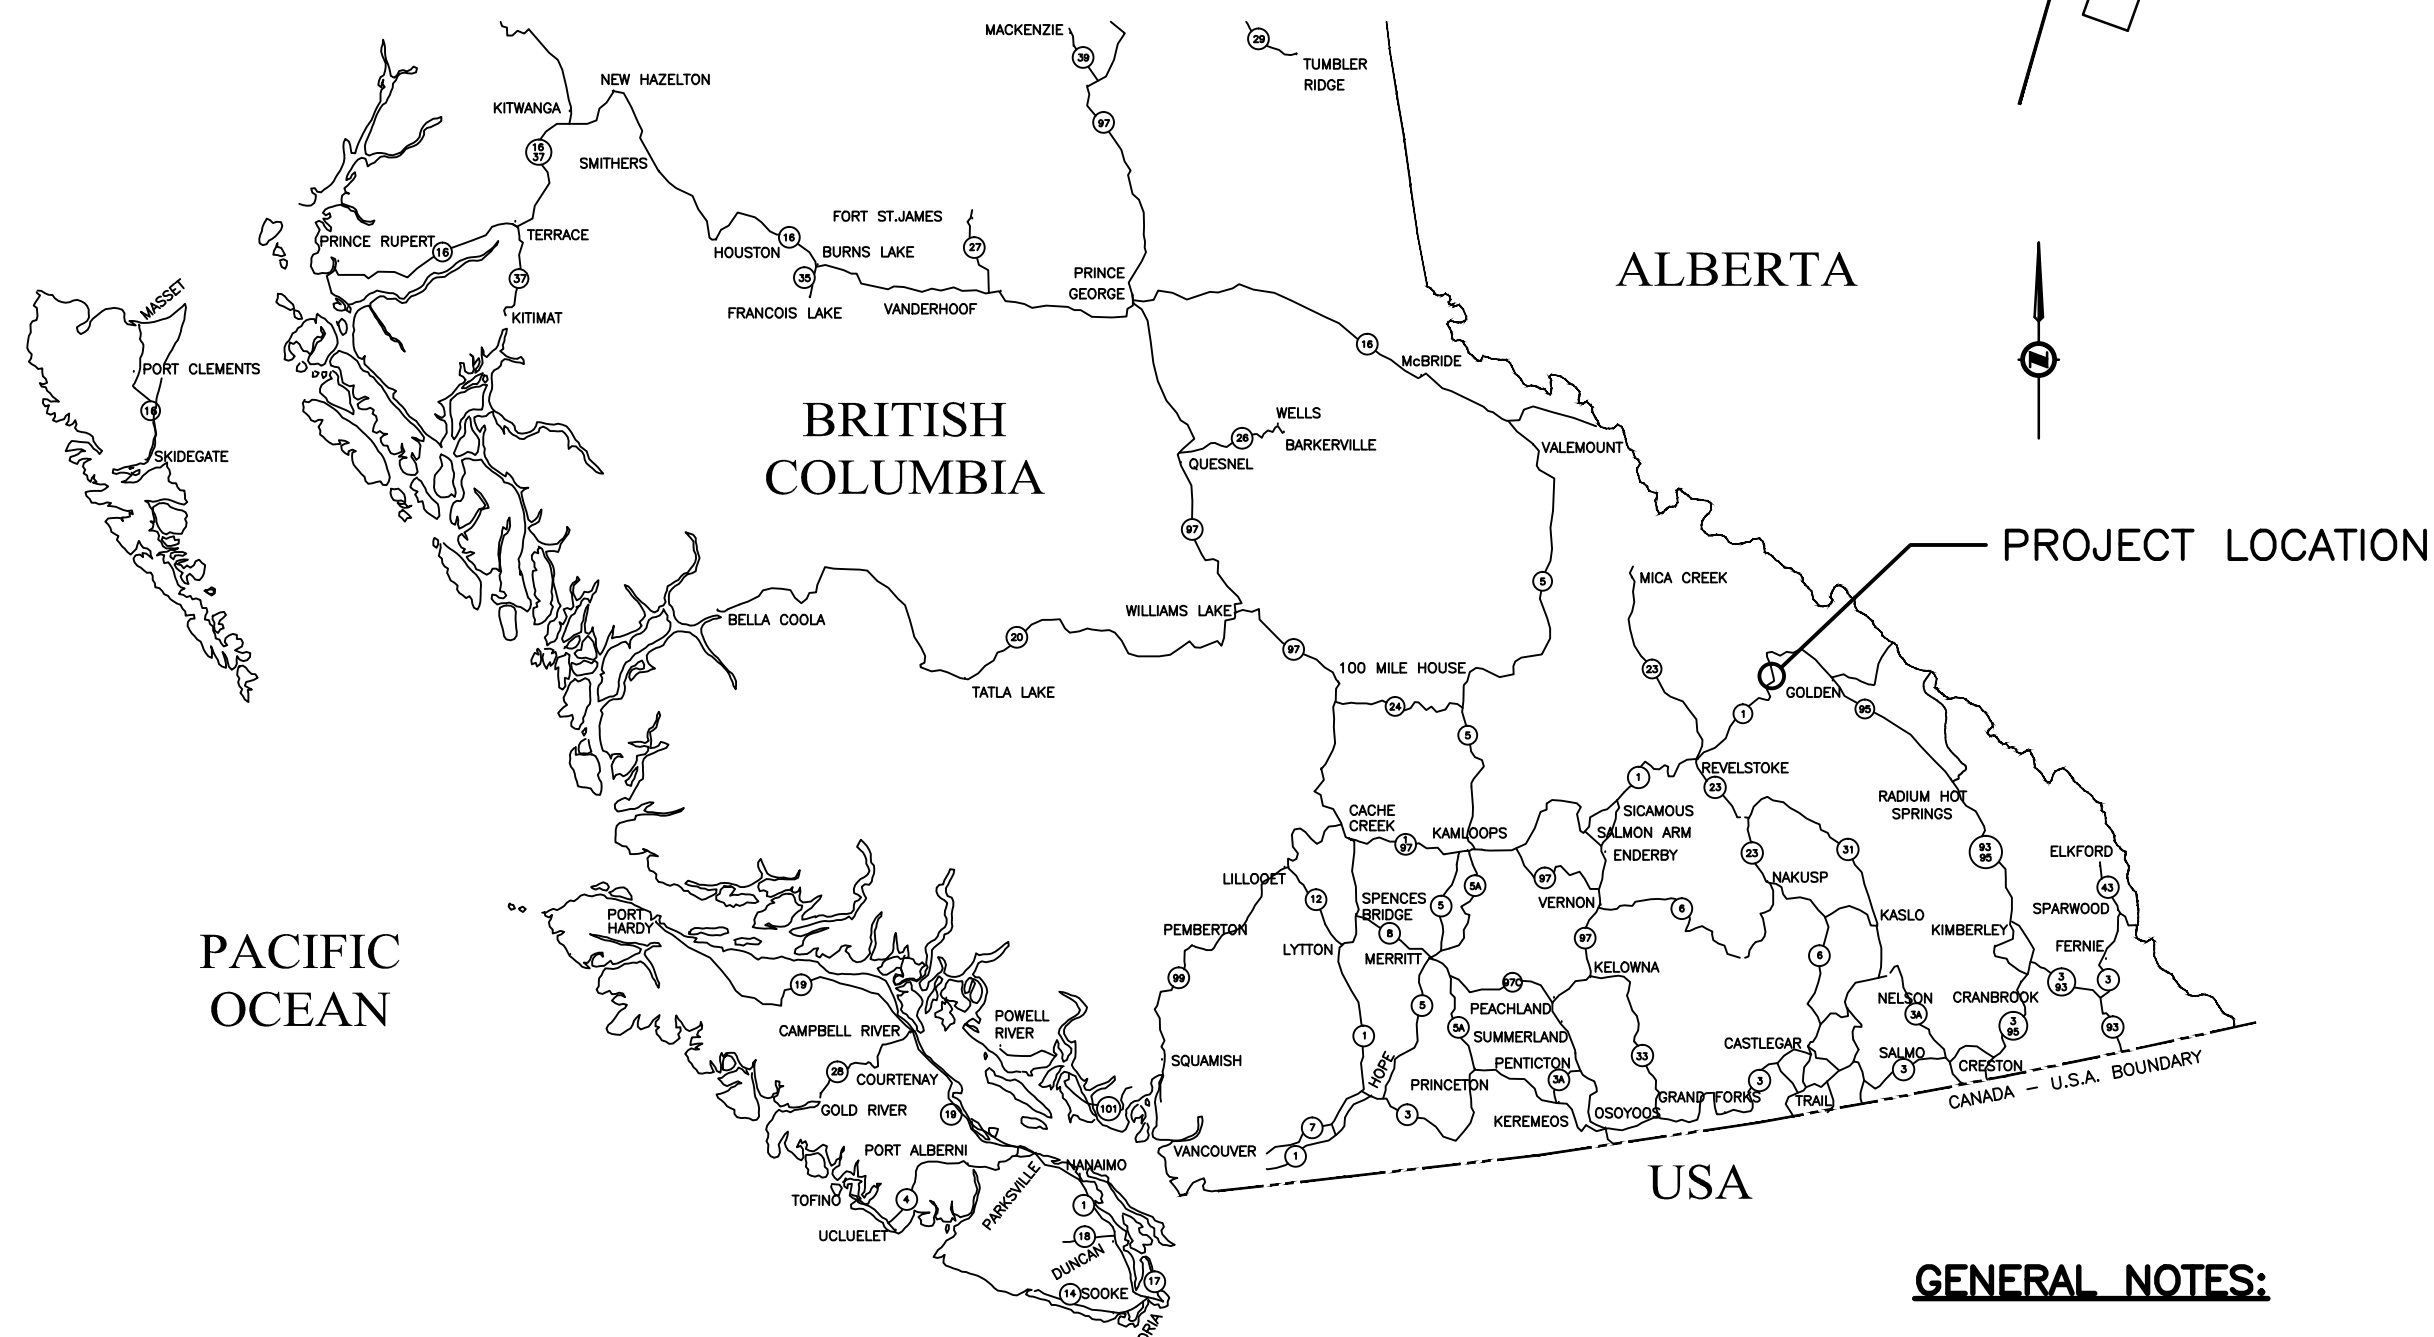 MACKENZIE
39
29
TUMBLER
RIDGE
NEW HAZELTON
KITWANGA
97
16
37
SMITHERS
FORT ST.JAMES
PRINCE RUPERT
16
TERRACE
HOUSTON
16
BURNS LAKE
27
35
37
PRINCE
GEORGE
ALBERTA
MASSET
FRANCOIS LAKE
VANDERHOOF
KITIMAT
16
McBRIDE
PORT CLEMENTS
16
BRITISH
COLUMBIA
WELLS
26
BARKERVILLE
VALEMOUNT
SKIDEGATE
QUESNEL
97
PROJECT LOCATION
5
MICA CREEK
WILLIAMS LAKE
BELLA COOLA
20
97
100 MILE HOUSE
23
TATLA LAKE
GOLDEN
24
1
95
5
REVELSTOKE
1
23
RADIUM HOT
SPRINGS
CACHE
CREEK
SICAMOUS
KAMLOOPS
SALMON ARM
1
97
ENDERBY
23
31
93
95
ELKFORD
LILLOOET
97
5A
NAKUSP
43
12
SPENCES
BRIDGE
5
VERNON
6
SPARWOOD
PORT
HARDY
KASLO
PEMBERTON
8
97
KIMBERLEY
PACIFIC
OCEAN
LYTTON
MERRITT
FERNIE
6
KELOWNA
99
19
97C
3
93
3
5
PEACHLAND
NELSON
CRANBROOK
3A
POWELL
RIVER
CAMPBELL RIVER
5A
SUMMERLAND
1
3
95
93
CASTLEGAR
33
SALMO
SQUAMISH
HOPE
PENTICTON
3
CRESTON
28
COURTENAY
PRINCETON
3A
3
CANADA - U.S.A. BOUNDARY
GOLD RIVER
19
101
3
GRAND FORKS
TRAIL
KEREMEOS
OSOYOOS
7
1
VANCOUVER
PORT ALBERNI
NANAIMO
PARKSVILLE
USA
TOFINO
4
1
UCLUELET
18
DUNCAN
17
14
SOOKE
GENERAL NOTES: